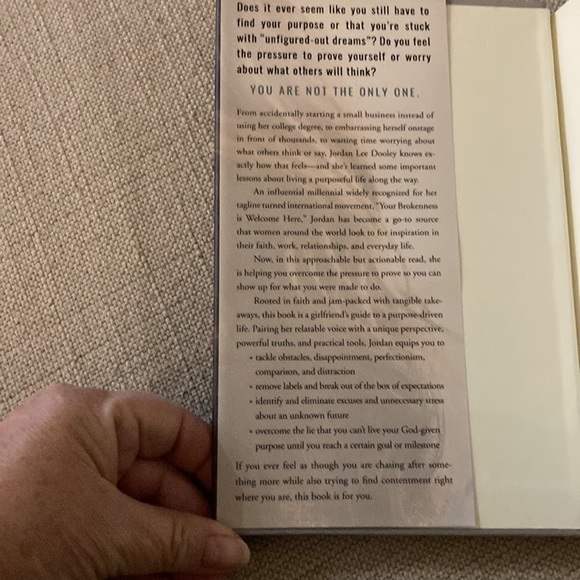 Does it ever seem like you still have to
find your purpose or that you're stuck
with "unfigured-out dreams"? Do you feel
the pressure to prove yourself or worry
about what others will think?
YOU ARE NOT THE ONLY ONE.
From accidentally starting a small business instead of
using her college degree, to embarrassing herself onstage
in front of thousands, to wasting time worrying about
what others think or say, Jordan Lee Dooley knows ex-
actly how that feels—and she's learned some important
lessons about living a purposeful life along the way.
An influential millennial widely recognized for her
tagline turned international movement, "Your Brokenness
is Welcome Here," Jordan has become a go-to source
that women around the world look to for inspiration in
their faith, work, relationships, and everyday life.
Now, in this approachable but actionable read, she
is helping you overcome the pressure to prove so you can
show up for what you were made to do.
Rooted in faith and jam-packed with tangible take-
aways, this book is a girlfriend's guide to a purpose-driven
life. Pairing her relatable voice with a unique perspective,
powerful truths, and practical tools, Jordan equips you to
• tackle obstacles, disappointment, perfectionism,
comparison, and distraction
• remove labels and break out of the box of expectations
• identify and eliminate excuses and unnecessary stress
about an unknown future
• overcome the lie that you can't live your God-given
purpose until you reach a certain goal or milestone
If you ever feel as though you are chasing after some-
thing more while also trying to find contentment right
where you are, this book is for you.